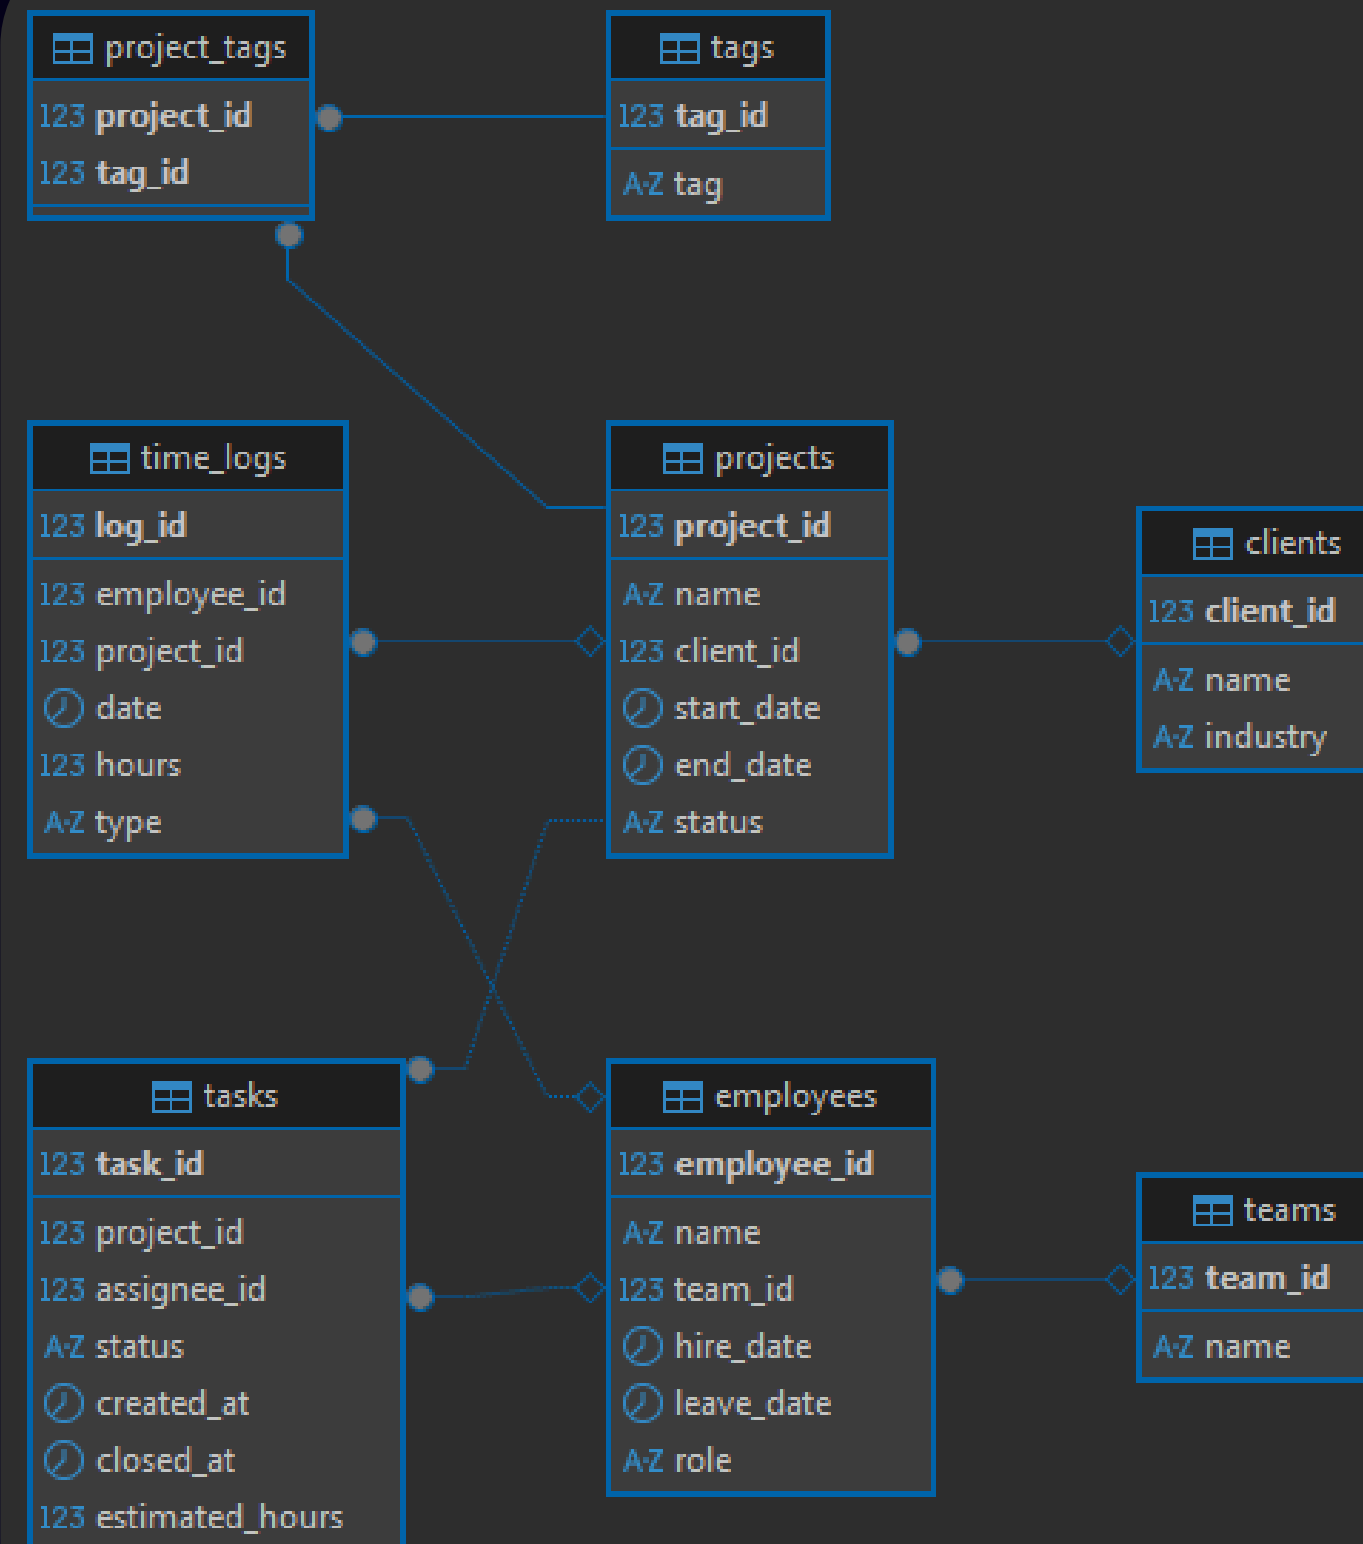 project_tags
123 project_id
123 tag_id
tags
123 tag_id
A-Z tag
time_logs
123 log_id
123 employee_id
123 project_id
date
123 hours
A-Z type
projects
123 project_id
A-Z name
123 client_id
start_date
end_date
A-Z status
clients
123 client_id
A-Z name
A-Z industry
tasks
123 task_id
123 project_id
123 assignee_id
A-Z status
created_at
closed_at
123 estimated_hours
employees
123 employee_id
A-Z name
123 team_id
hire_date
leave_date
A-Z role
teams
123 team_id
A-Z name